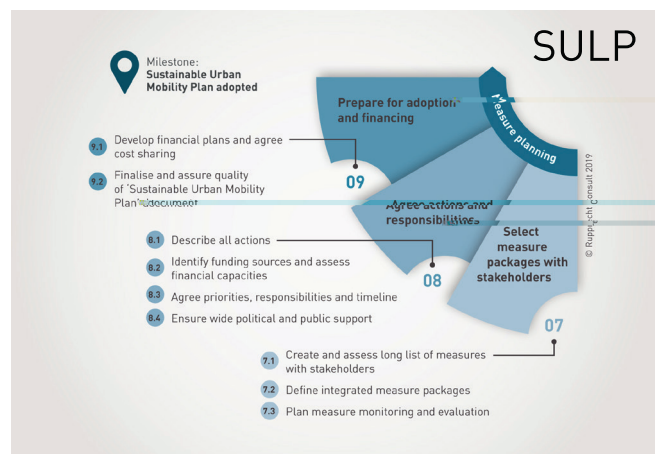 SULP
Milestone:
Sustainable Urban
Mobility Plan adopted
Prepare for adoption
and financing
Measure planning
9.1 Develop financial plans and agree
cost sharing
09
9.2 Finalise and assure quality
of ‘Sustainable Urban Mobility
Plan’ document
Agree actions and
responsibilities
8.1 Describe all actions
8.2 Identify funding sources and assess
financial capacities
8.3 Agree priorities, responsibilities and timeline
8.4 Ensure wide political and public support
08
Select
measure
packages with
stakeholders
© Rupprecht Consult 2019
07
7.1 Create and assess long list of measures
with stakeholders
7.2 Define integrated measure packages
7.3 Plan measure monitoring and evaluation